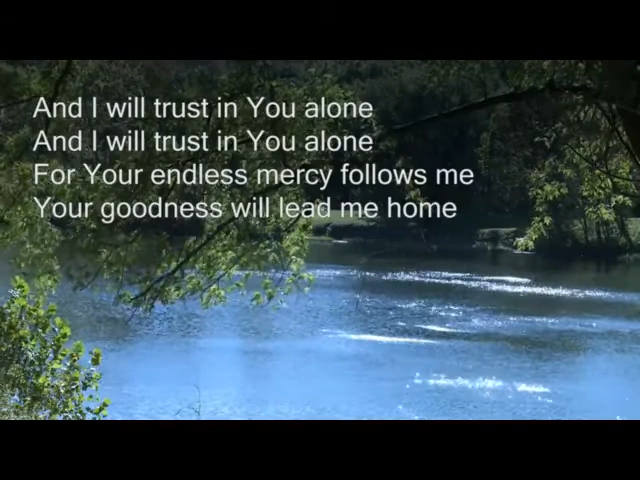 And I will trust in You alone
And I will trust in You alone
For Your endless mercy follows me
Your goodness will lead me home